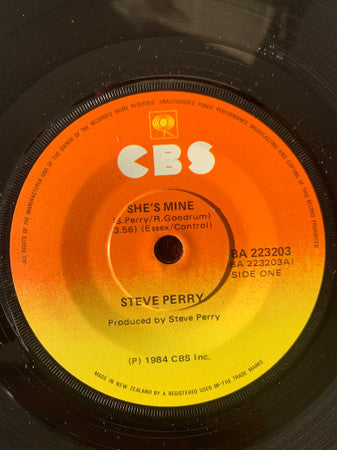 ALL RIGHTS OF THE MANUFACTURER AND OF THE OWNER OF THE RECORDED WORK RESERVED. UNAUTHORISED PUBLIC PERFORMANCE, BROADCASTING AND COPYING OF THIS RECORD PROHIBITED
CBS
SHE'S MINE
(S. Perry/R. Goodrum)
3.56) (Essex/Control)
BA 223203
BA 223203A)
SIDE ONE
STEVE PERRY
Produced by Steve Perry
(P) 1984 CBS Inc.
MADE IN NEW ZEALAND BY A REGISTERED USER OF THE TRADE MARKS